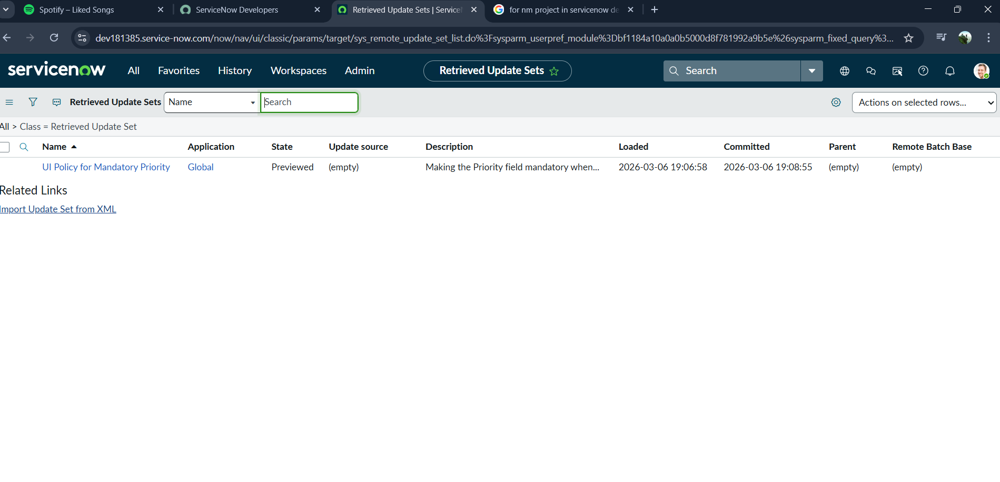 Spotify – Liked Songs
ServiceNow Developers
Retrieved Update Sets | Service
for nm project in servicenow de
dev181385.service-now.com/now/nav/ui/classic/params/target/sys_remote_update_set_list.do%3Fsysparm_userpref_module%3Dbf1184a10a0a0b5000d8f781992a9b5e%26sysparm_fixed_query%3...
servicenow All Favorites History Workspaces Admin Retrieved Update Sets Search
Retrieved Update Sets Name Search Actions on selected rows...
All > Class = Retrieved Update Set
Name Application State Update source Description Loaded Committed Parent Remote Batch Base
UI Policy for Mandatory Priority Global Previewed (empty) Making the Priority field mandatory when... 2026-03-06 19:06:58 2026-03-06 19:08:55 (empty) (empty)
Related Links
Import Update Set from XML